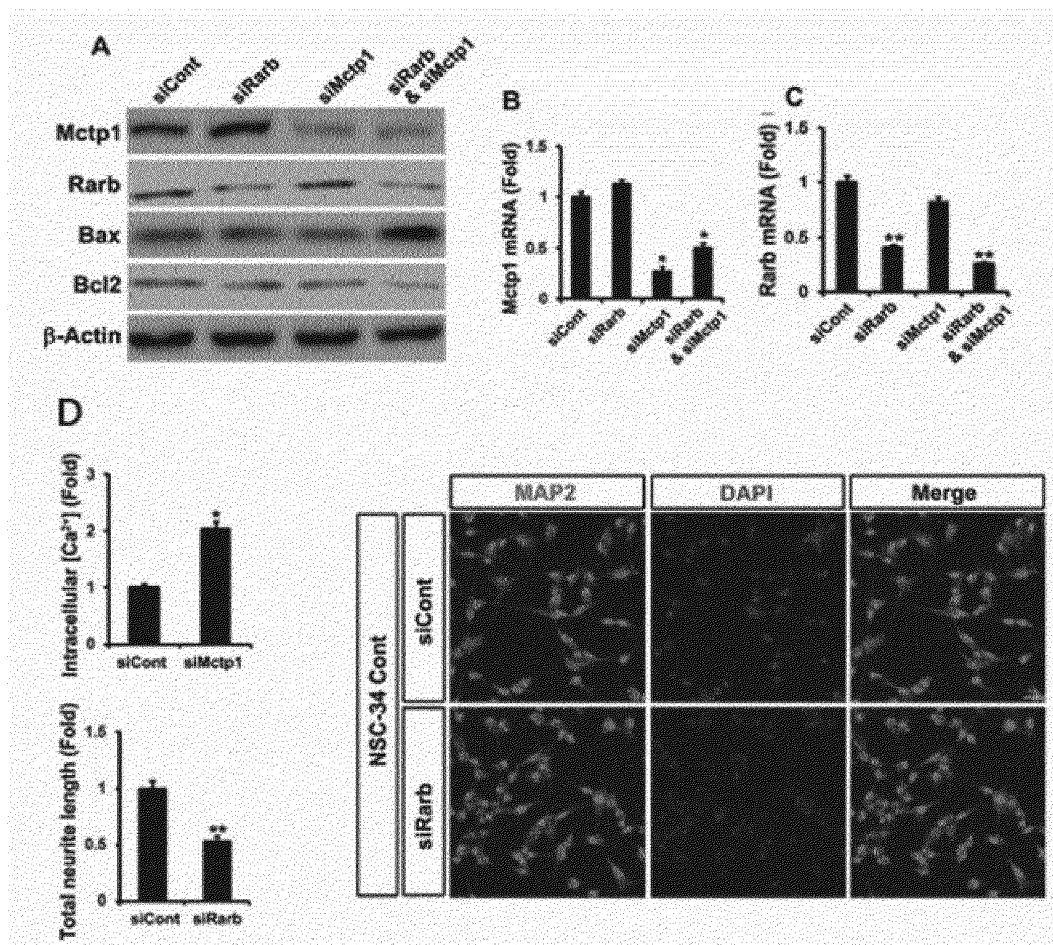 A
siCont
siRarb
siMctp1
siRarb
& siMctp1
Mctp1
Rarb
Bax
Bcl2
β-Actin
B
Mctp1 mRNA (Fold)
1.5
1
0.5
0
*
*
siCont
siRarb
siMctp1
siRarb
& siMctp1
C
Rarb mRNA (Fold)
1.5
1
0.5
0
**
**
siCont
siRarb
siMctp1
siRarb
& siMctp1
D
Intracellular [Ca²⁺] (Fold)
3
2
1
0
*
siCont
siMctp1
Total neurite length (Fold)
1.5
1
0.5
0
**
siCont
siRarb
MAP2
DAPI
Merge
NSC-34 Cont
siCont
siRarb